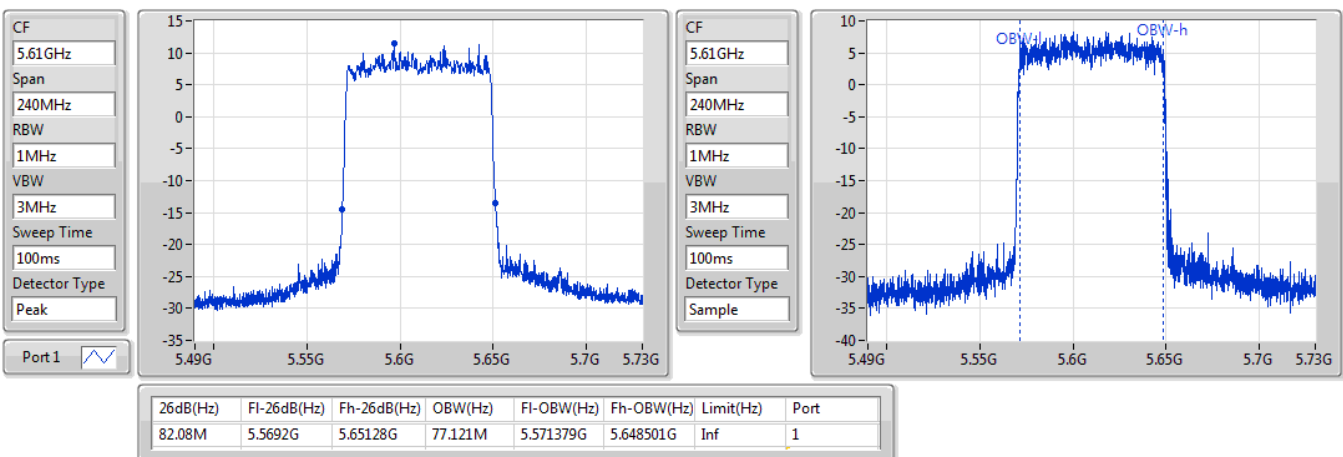 CF
5.61GHz
Span
240MHz
RBW
1MHz
VBW
3MHz
Sweep Time
100ms
Detector Type
Peak
Port 1
15
10
5
0
-5
-10
-15
-20
-25
-30
-35
5.49G 5.55G 5.6G 5.65G 5.7G 5.73G
CF
5.61GHz
Span
240MHz
RBW
1MHz
VBW
3MHz
Sweep Time
100ms
Detector Type
Sample
OBW-l OBW-h
10
5
0
-5
-10
-15
-20
-25
-30
-35
-40
5.49G 5.55G 5.6G 5.65G 5.7G 5.73G
26dB(Hz) Fl-26dB(Hz) Fh-26dB(Hz) OBW(Hz) Fl-OBW(Hz) Fh-OBW(Hz) Limit(Hz) Port
82.08M 5.5692G 5.65128G 77.121M 5.571379G 5.648501G Inf 1